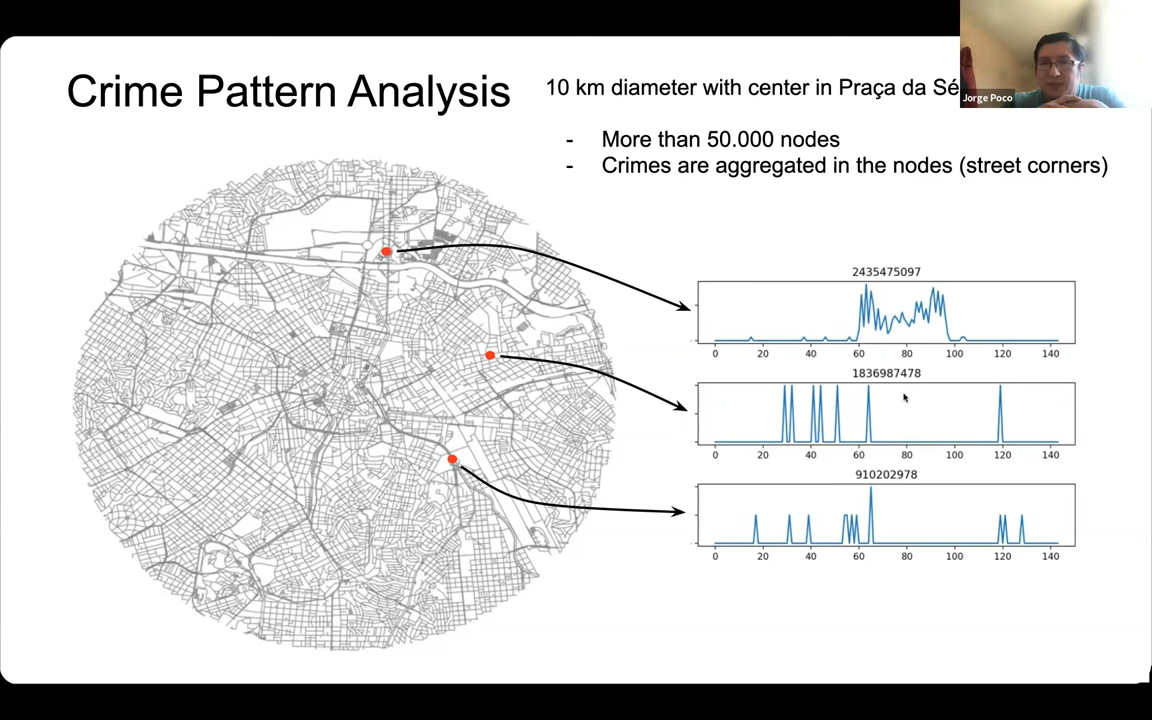 Crime Pattern Analysis
10 km diameter with center in Praça da Sé
Jorge Poco
- More than 50.000 nodes
- Crimes are aggregated in the nodes (street corners)
2435475097
0 20 40 60 80 100 120 140
1836987478
0 20 40 60 80 100 120 140
910202978
0 20 40 60 80 100 120 140